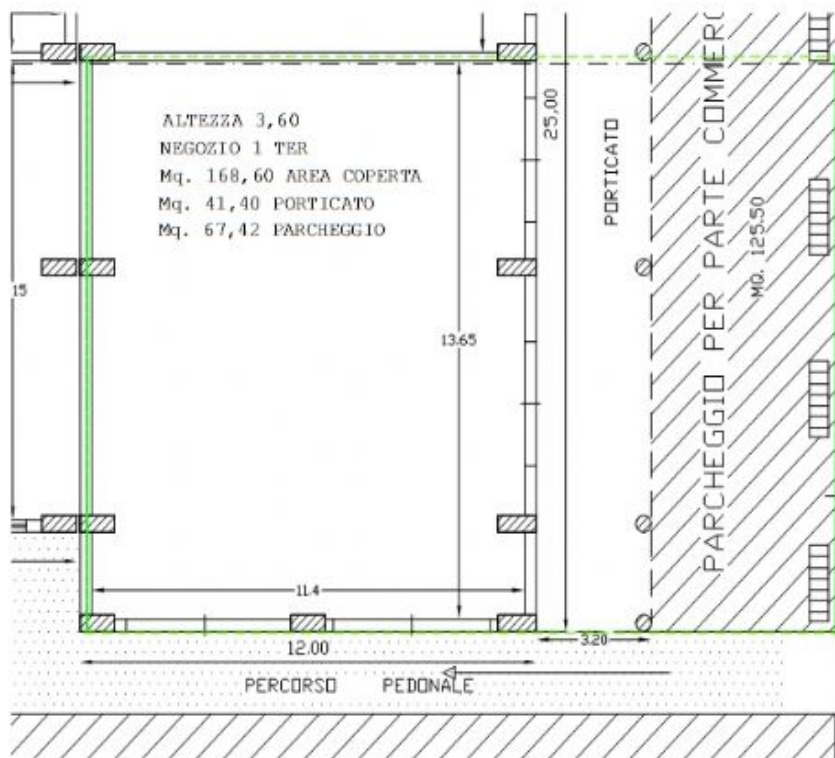 ALTEZZA 3,60
NEGOZIO 1 TER
Mq. 168,60 AREA COPERTA
Mq. 41,40 PORTICATO
Mq. 67,42 PARCHEGGIO
25,00
PORTICATO
PARCHEGGIO PER PARTE COMMERC
MQ. 125.50
15
13.65
11.4
12.00
3.20
PERCORSO PEDONALE